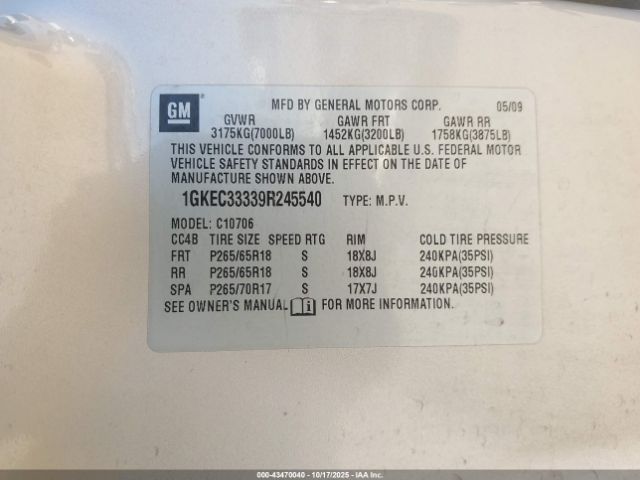 GM
MFD BY GENERAL MOTORS CORP. 05/09
GVWR GAWR FRT GAWR RR
3175KG(7000LB) 1452KG(3200LB) 1758KG(3875LB)
THIS VEHICLE CONFORMS TO ALL APPLICABLE U.S. FEDERAL MOTOR
VEHICLE SAFETY STANDARDS IN EFFECT ON THE DATE OF
MANUFACTURE SHOWN ABOVE.
1GKEC33339R245540 TYPE: M.P.V.
MODEL: C10706
CC4B TIRE SIZE SPEED RTG RIM COLD TIRE PRESSURE
FRT P265/65R18 S 18X8J 240KPA(35PSI)
RR P265/65R18 S 18X8J 240KPA(35PSI)
SPA P265/70R17 S 17X7J 240KPA(35PSI)
SEE OWNER'S MANUAL i FOR MORE INFORMATION.
000-43470040 - 10/17/2025 - IAA Inc.